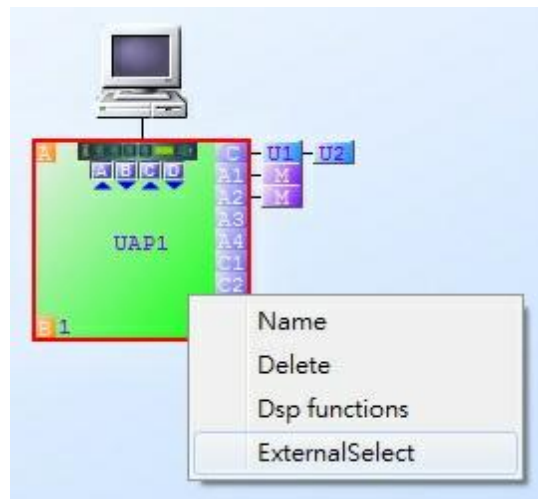 A C U1 U2
A B C D A1 M
A2 M
A3
UAP1 A4
C1
C2
B 1
Name
Delete
Dsp functions
ExternalSelect